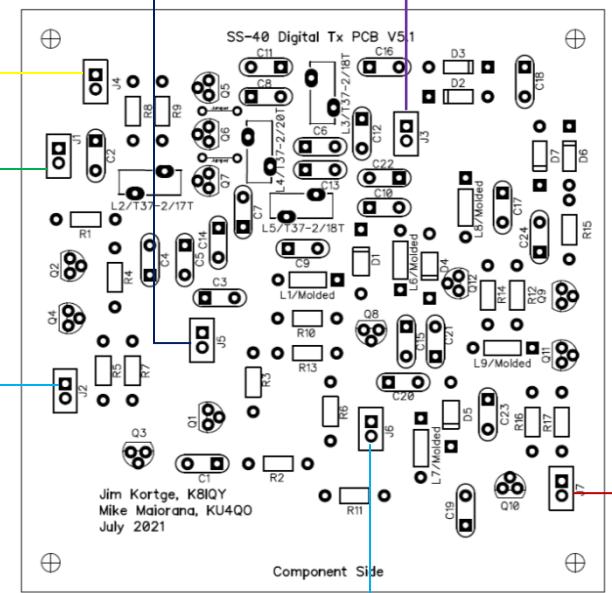 SS-40 Digital Tx PCB V5.1
C11
C16
D3
J4
R8
R9
Q5
C8
L3/T37-2/18T
D2
C18
Jumper
Q6
Jumper
L4/T37-2/20T
C6
C12
J3
J1
C2
Q7
C13
C22
D7
D6
L2/T37-2/17T
C7
L5/T37-2/18T
C10
L8/Molded
C17
R1
C14
C24
R15
Q2
R4
C4
C5
C9
D1
L6/Molded
D4
Q12
C3
L1/Molded
R14
R12
Q9
Q4
R10
Q8
C15
C21
J5
R13
L9/Molded
Q11
J2
R5
R7
R3
C20
Q1
R6
J6
L7/Molded
D5
C23
R16
R17
Q3
C1
R2
R11
C19
Q10
J7
Jim Kortge, K8IQY
Mike Maiorana, KU4QO
July 2021
Component Side